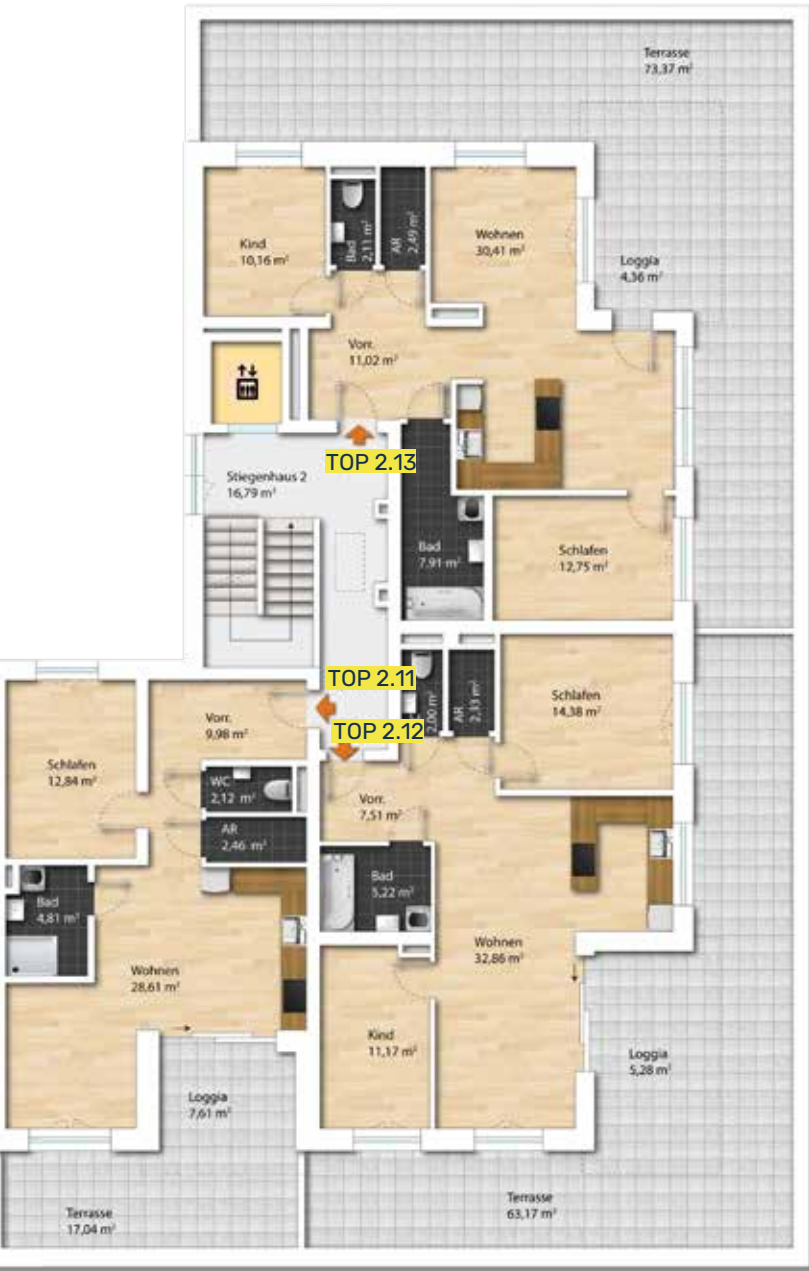 Terrasse
73,37 m²
Kind
10,16 m²
Bad
2,11 m²
AR
2,49 m²
Wohnen
30,41 m²
Loggia
4,36 m²
Vorr.
11,02 m²
TOP 2.13
Stiegenhaus 2
16,79 m²
Bad
7,91 m²
Schlafen
12,75 m²
TOP 2.11
TOP 2.12
2,00 m²
AR
2,33 m²
Schlafen
14,38 m²
Vorr.
9,98 m²
Schlafen
12,84 m²
WC
2,12 m²
AR
2,46 m²
Vorr.
7,51 m²
Bad
4,81 m²
Bad
5,22 m²
Wohnen
28,61 m²
Wohnen
32,86 m²
Kind
11,17 m²
Loggia
7,61 m²
Loggia
5,28 m²
Terrasse
17,04 m²
Terrasse
63,17 m²